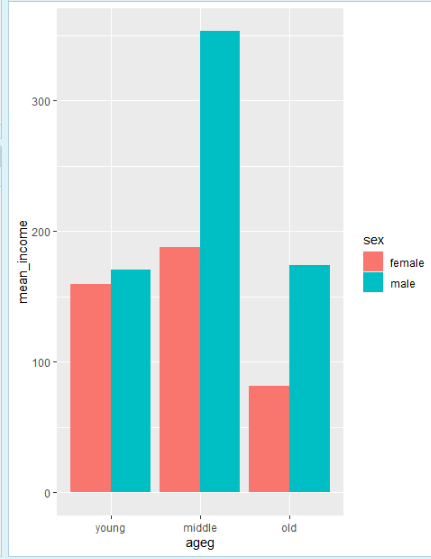 300
200
100
0
mean_income
young middle old
ageg
sex
female
male